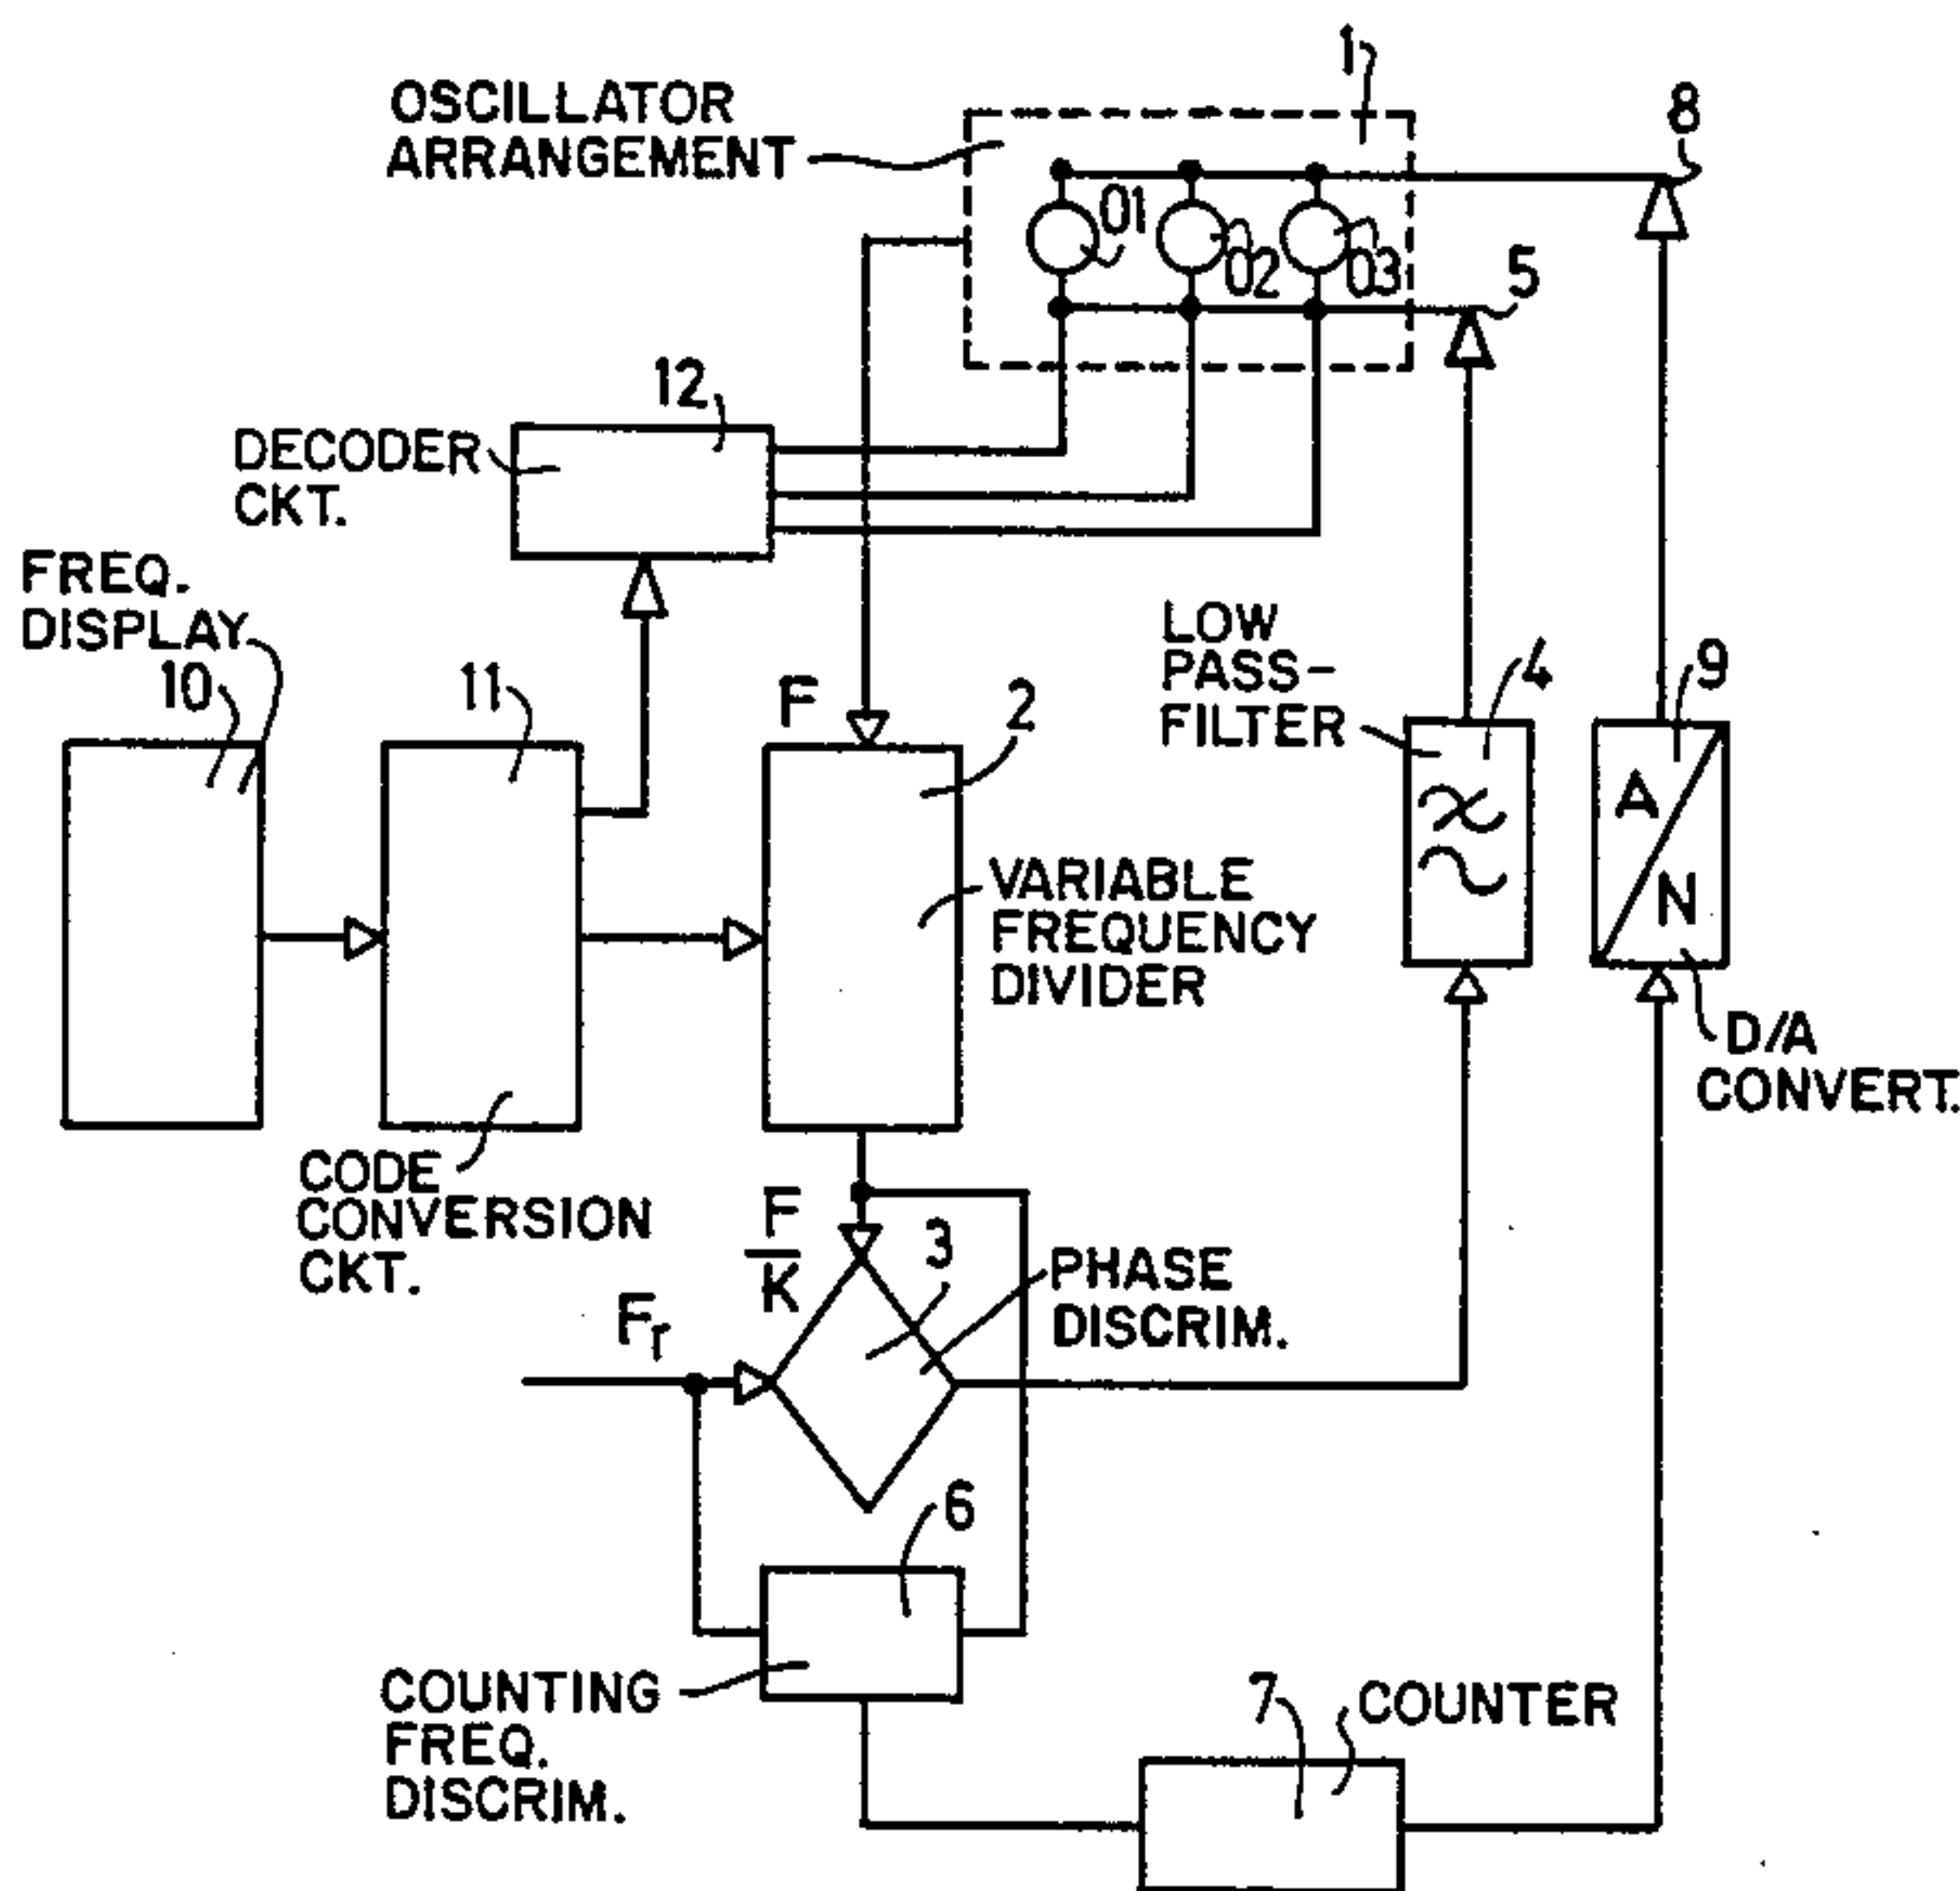 1
OSCILLATOR
ARRANGEMENT
8
01
02
03
5
12
DECODER
CKT.
FREQ.
DISPLAY
10
11
F
2
LOW
PASS-
FILTER
4
9
A
N
VARIABLE
FREQUENCY
DIVIDER
D/A
CONVERT.
CODE
CONVERSION
CKT.
F
K
3
PHASE
DISCRIM.
Fr
6
COUNTING
FREQ.
DISCRIM.
7
COUNTER